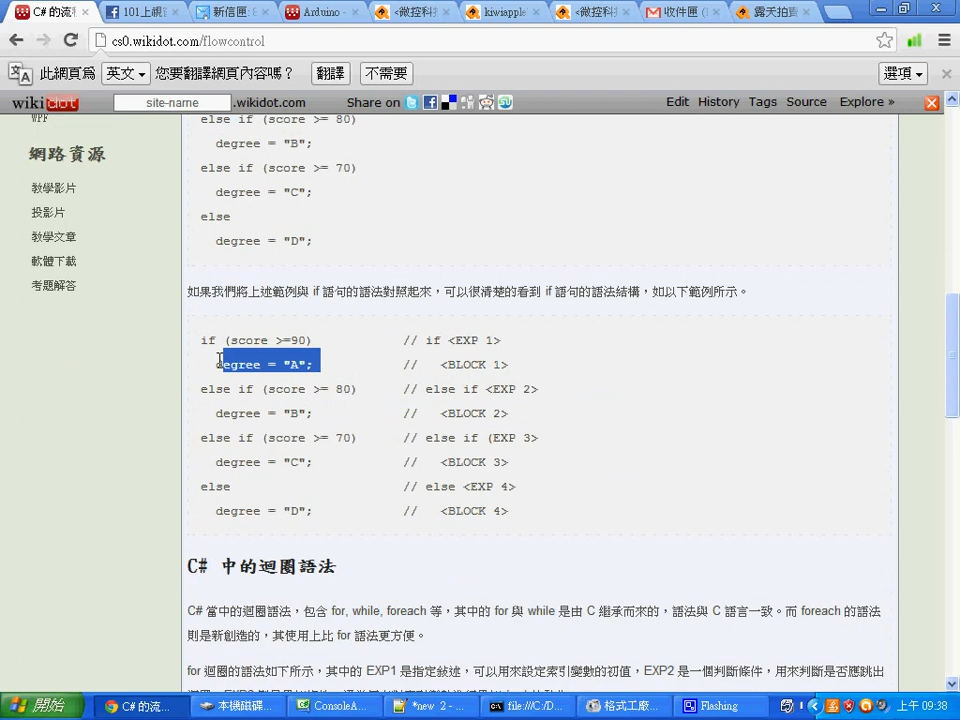 C# 的流
101上觀
新信匣: 8
Arduino -
<微控科
kiwiapple
<微控科
收件匣 (
露天拍賣
cs0.wikidot.com/flowcontrol
此網頁為 英文 您要翻譯網頁內容嗎？ 翻譯 不需要 選項
wikidot site-name .wikidot.com Share on Edit History Tags Source Explore »
WPF
網路資源
教學影片
投影片
教學文章
軟體下載
考題解答
else if (score >= 80)
degree = "B";
else if (score >= 70)
degree = "C";
else
degree = "D";
如果我們將上述範例與 if 語句的語法對照起來，可以很清楚的看到 if 語句的語法結構，如以下範例所示。
if (score >=90) // if <EXP 1>
degree = "A"; // <BLOCK 1>
else if (score >= 80) // else if <EXP 2>
degree = "B"; // <BLOCK 2>
else if (score >= 70) // else if (EXP 3>
degree = "C"; // <BLOCK 3>
else // else <EXP 4>
degree = "D"; // <BLOCK 4>
C# 中的迴圈語法
C# 當中的迴圈語法，包含 for, while, foreach 等，其中的 for 與 while 是由 C 繼承而來的，語法與 C 語言一致。而 foreach 的語法
則是新創造的，其使用上比 for 語法更方便。
for 迴圈的語法如下所示，其中的 EXP1 是指定敍述，可以用來設定索引變數的初值，EXP2 是一個判斷條件，用來判斷是否應跳出
開始 C# 的流... 本機磁碟... ConsoleA... *new 2 - ... file:///C:/D... 格式工廠... Flashing 上午 09:38